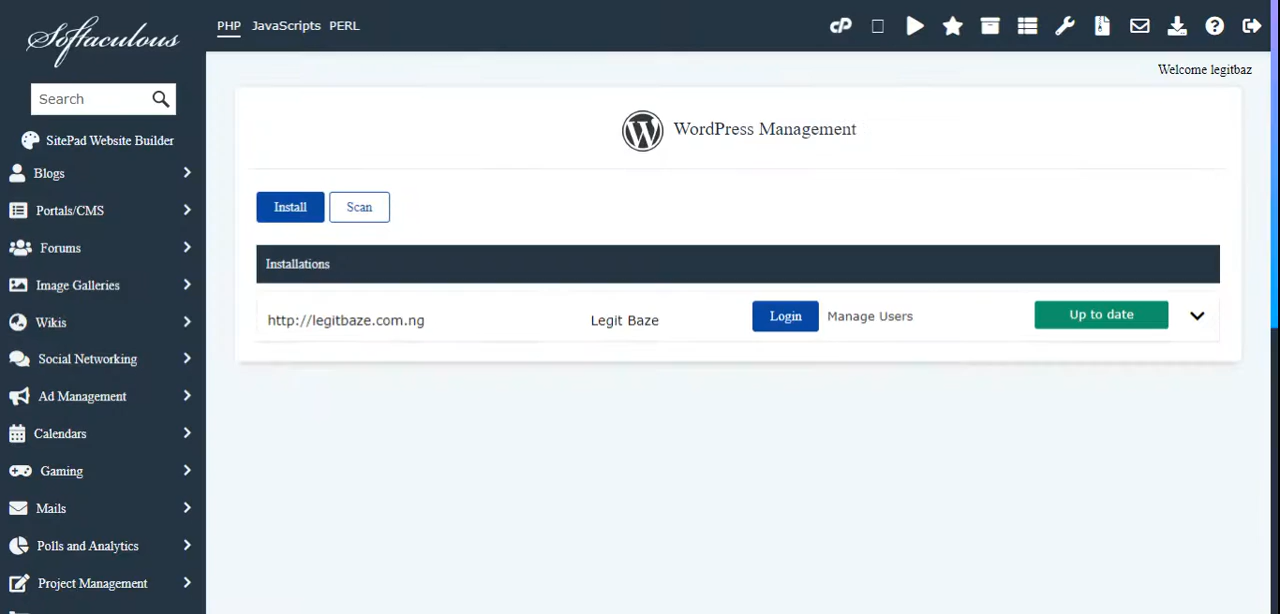 Softaculous
PHP JavaScripts PERL
cP
Welcome legitbaz
Search
SitePad Website Builder
Blogs
Portals/CMS
Forums
Image Galleries
Wikis
Social Networking
Ad Management
Calendars
Gaming
Mails
Polls and Analytics
Project Management
WordPress Management
Install Scan
Installations
http://legitbaze.com.ng Legit Baze Login Manage Users Up to date